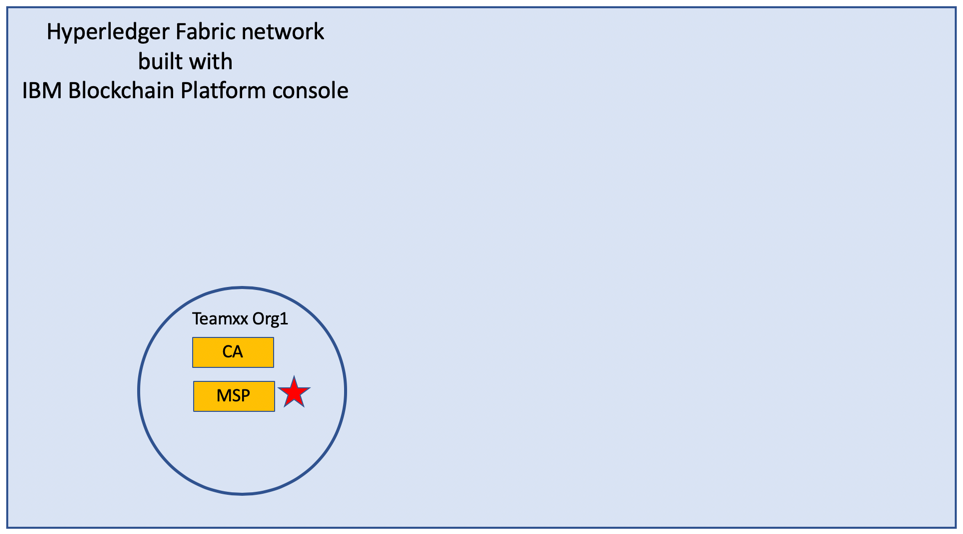 Hyperledger Fabric network
built with
IBM Blockchain Platform console
Teamxx Org1
CA
MSP